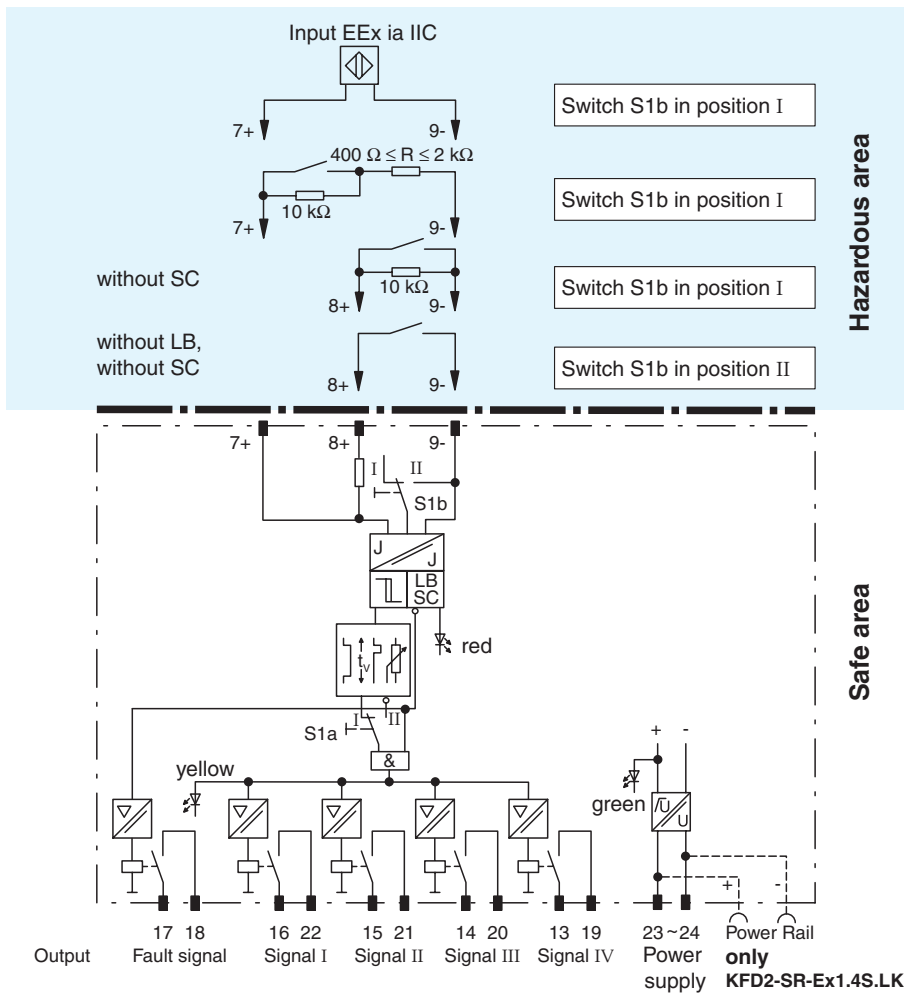 Input EEx ia IIC
Switch S1b in position I
7+ 9-
400 Ω ≤ R ≤ 2 kΩ
10 kΩ
Switch S1b in position I
7+ 9-
without SC
10 kΩ
Switch S1b in position I
8+ 9-
without LB,
without SC
Switch S1b in position II
8+ 9-
Hazardous area
7+ 8+ 9-
I II
S1b
J
J
LB
SC
red
tv
Safe area
I II
S1a
&
+ -
yellow
green
U
U
+ -
17 18 16 22 15 21 14 20 13 19 23 ~ 24 Power Rail
Output Fault signal Signal I Signal II Signal III Signal IV Power only
supply KFD2-SR-Ex1.4S.LK